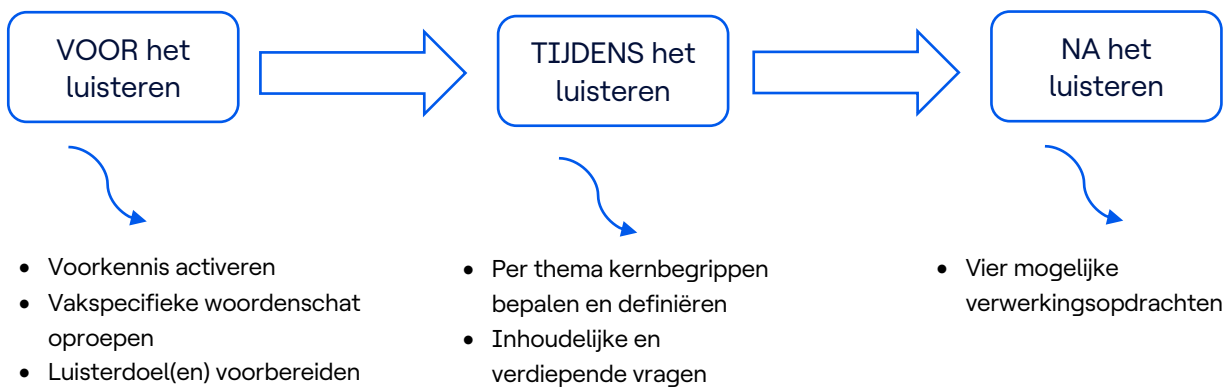 VOOR het
luisteren
TIJDENS het
luisteren
NA het
luisteren
• Voorkennis activeren
• Vakspecifieke woordenschat
oproepen
• Luisterdoel(en) voorbereiden
• Per thema kernbegrippen
bepalen en definiëren
• Inhoudelijke en
verdiepende vragen
• Vier mogelijke
verwerkingsopdrachten